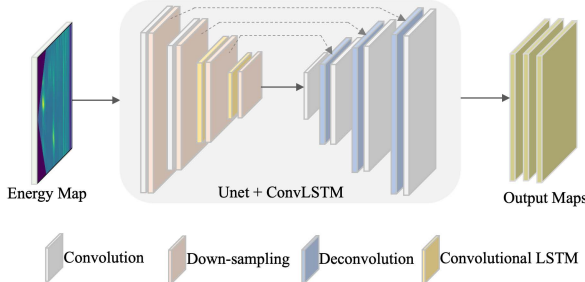 Energy Map
Unet + ConvLSTM
Output Maps
Convolution
Down-sampling
Deconvolution
Convolutional LSTM